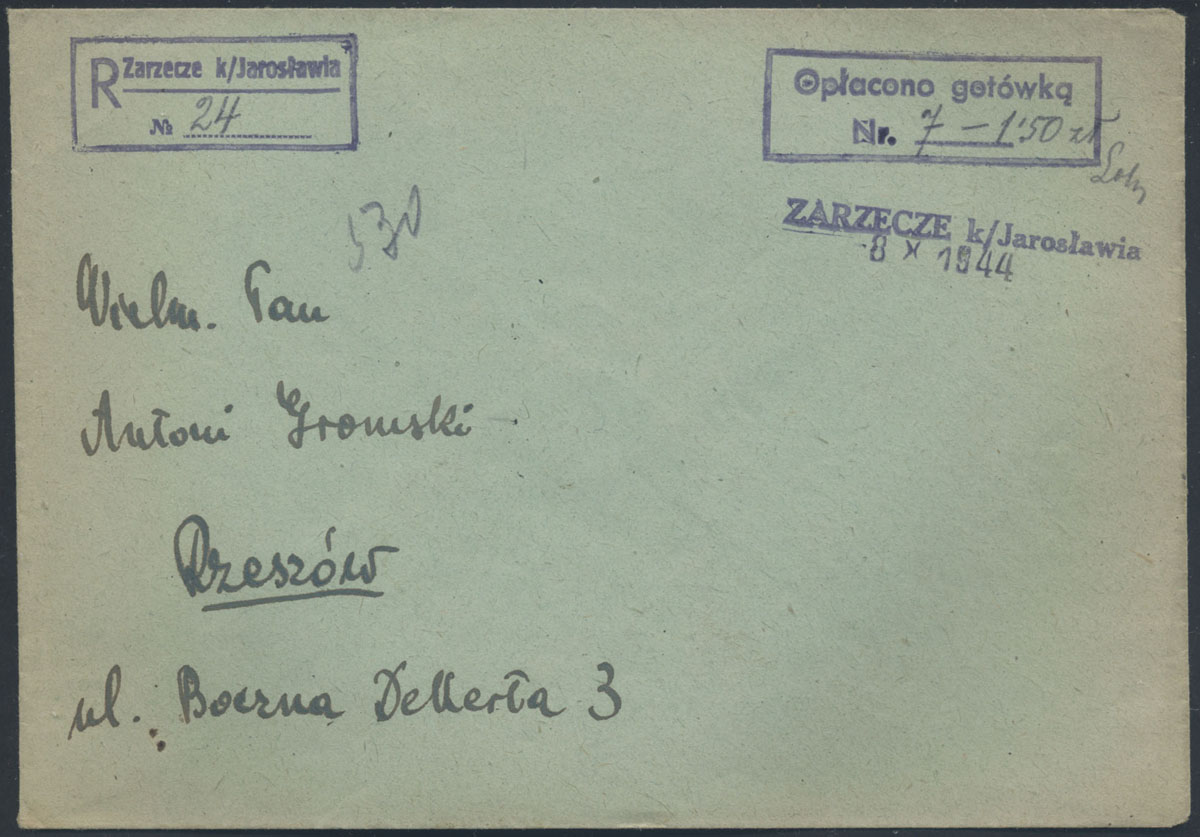 R Zarzecze k/Jarosławia
№ 24
Opłacono gotówką
Nr. 7 - 1.50 zł
ZARZECZE k/Jarosławia
-8 X 1944
530
Wielm. Pan
Antoni Gromski
Rzeszów
ul. Boczna Dekerta 3